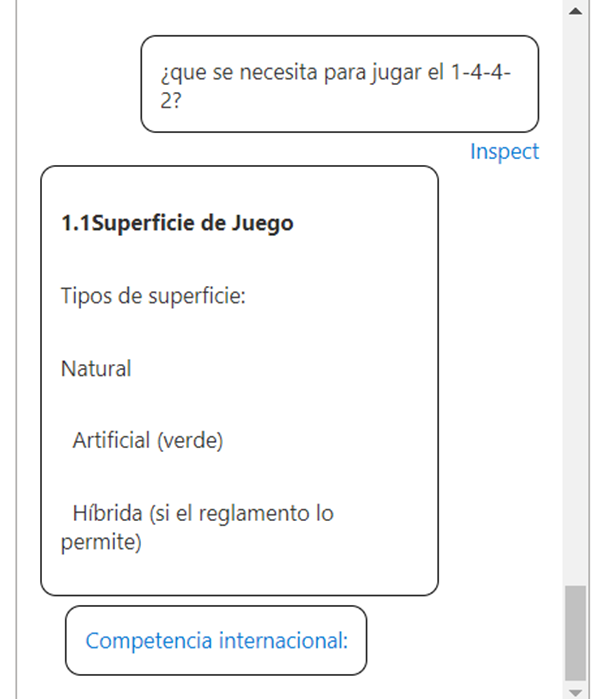 ¿que se necesita para jugar el 1-4-4-
2?
Inspect
1.1Superficie de Juego
Tipos de superficie:
Natural
Artificial (verde)
Híbrida (si el reglamento lo
permite)
Competencia internacional: